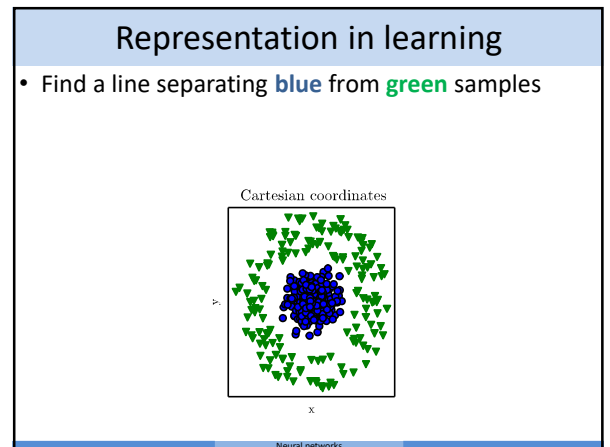 Representation in learning
• Find a line separating blue from green samples
Cartesian coordinates
y
x
Neural networks